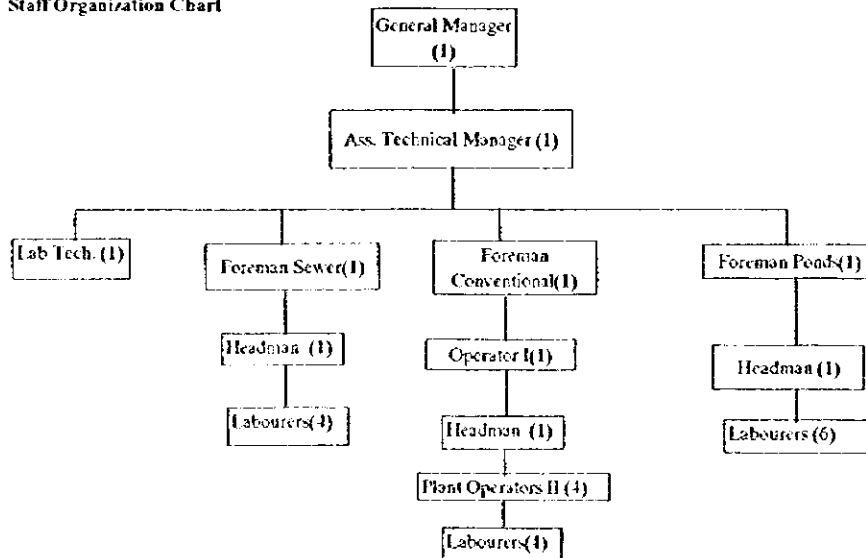 Staff Organization Chart
General Manager
(1)
Ass. Technical Manager (1)
Lab Tech. (1)
Foreman Sewer(1)
Foreman
Conventional(1)
Foreman Ponds(1)
Headman (1)
Operator I(1)
Headman (1)
Labourers(4)
Headman (1)
Labourers (6)
Plant Operators II (4)
Labourers(4)